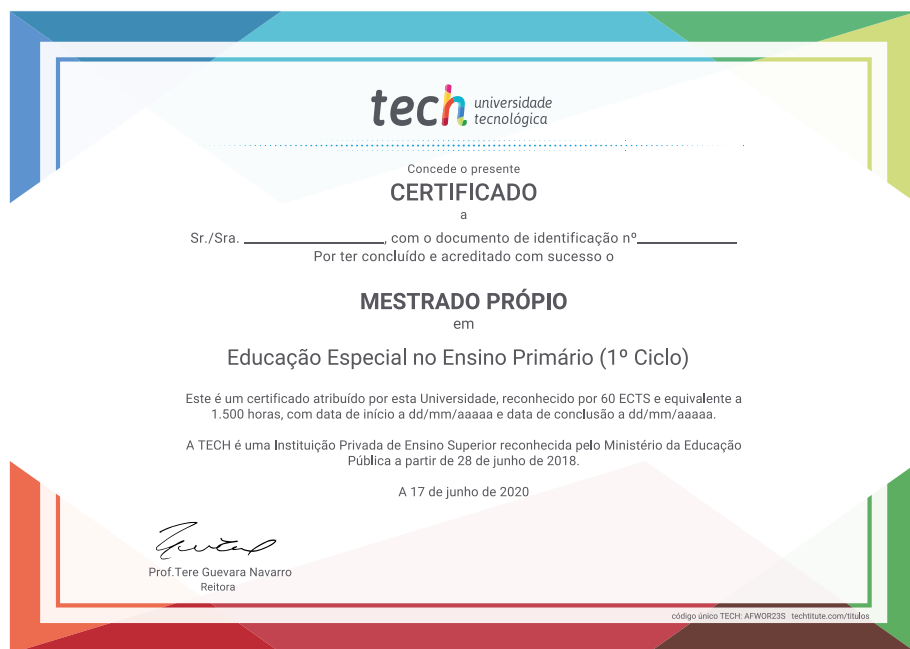 tech universidade
tecnológica
Concede o presente
CERTIFICADO
a
Sr./Sra. ________________, com o documento de identificação nº____________
Por ter concluído e acreditado com sucesso o
MESTRADO PRÓPIO
em
Educação Especial no Ensino Primário (1º Ciclo)
Este é um certificado atribuído por esta Universidade, reconhecido por 60 ECTS e equivalente a
1.500 horas, com data de início a dd/mm/aaaaa e data de conclusão a dd/mm/aaaaa.
A TECH é uma Instituição Privada de Ensino Superior reconhecida pelo Ministério da Educação
Pública a partir de 28 de junho de 2018.
A 17 de junho de 2020
Prof.Tere Guevara Navarro
Reitora
código único TECH: AFWOR23S techtitute.com/titulos